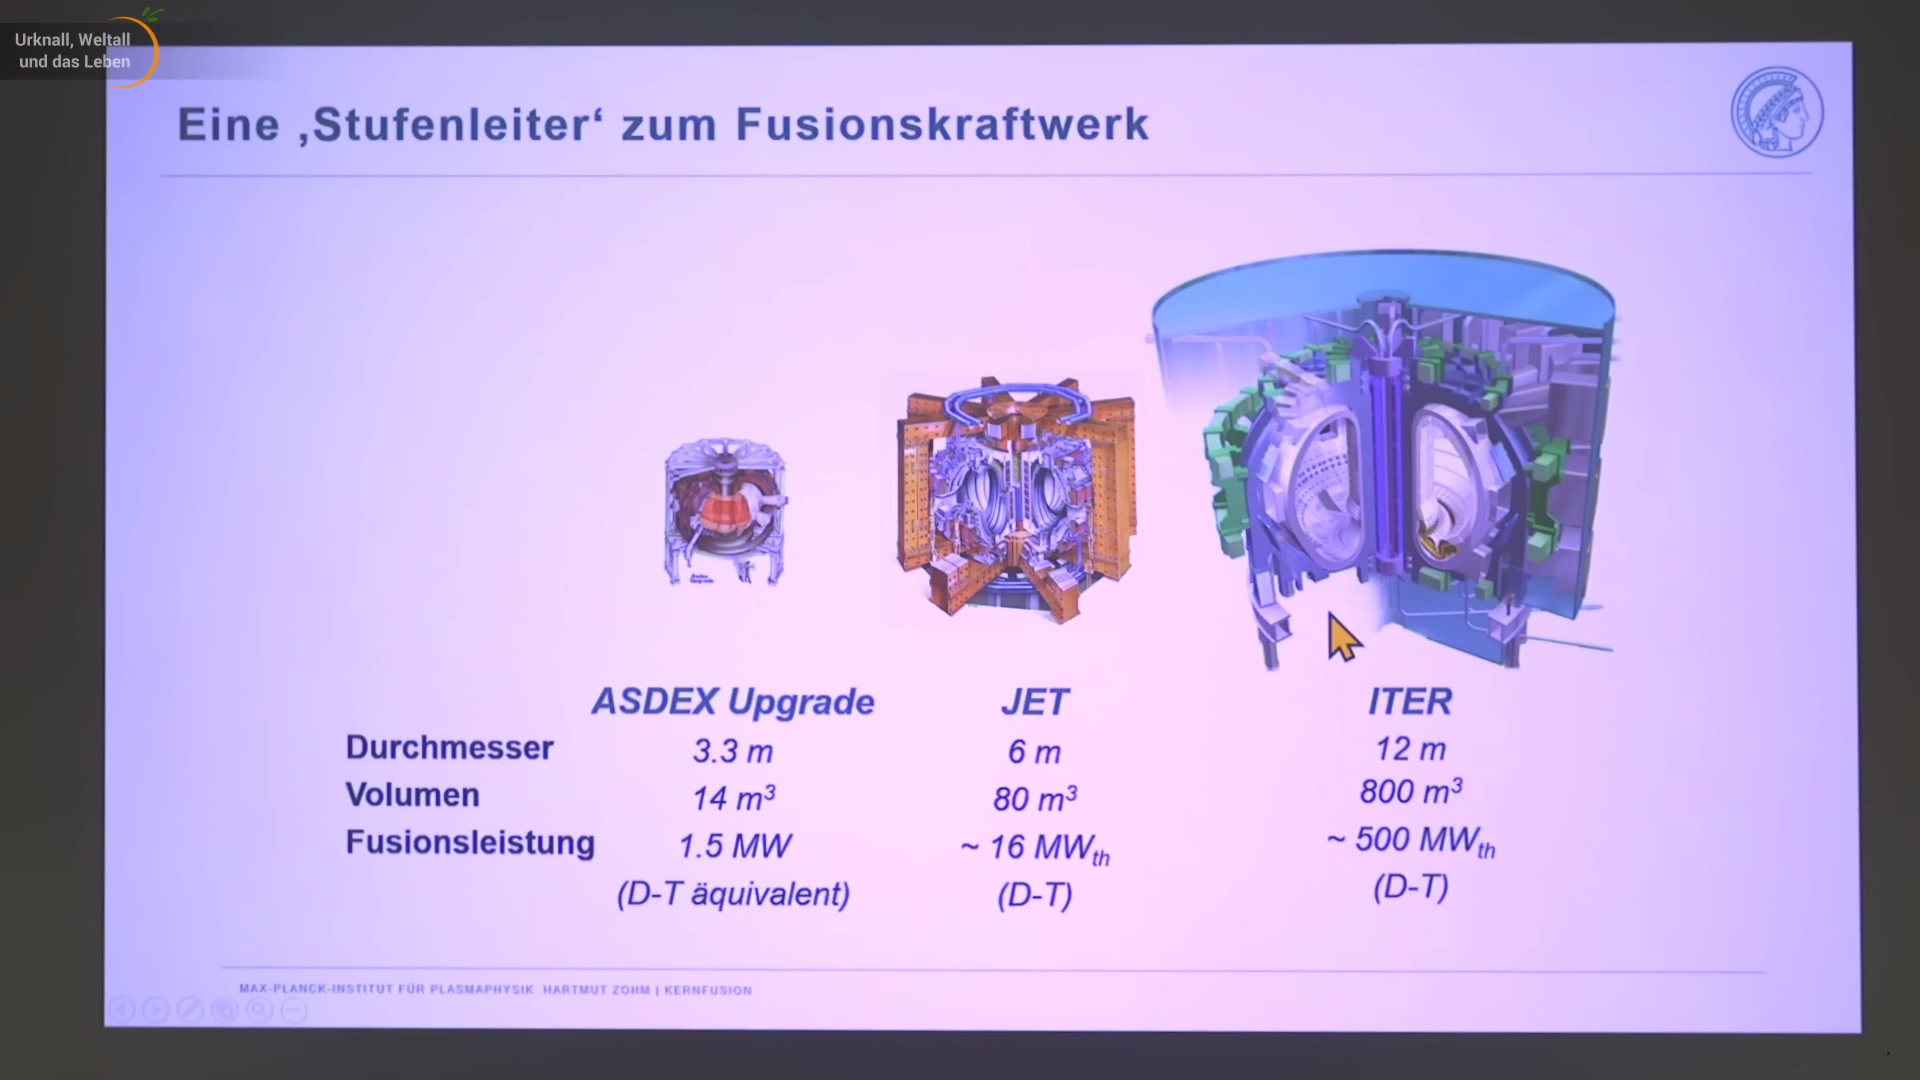 Urknall, Weltall
und das Leben
Eine ‚Stufenleiter‘ zum Fusionskraftwerk
ASDEX Upgrade JET ITER
Durchmesser 3.3 m 6 m 12 m
Volumen 14 m³ 80 m³ 800 m³
Fusionsleistung 1.5 MW ~ 16 MWth ~ 500 MWth
(D-T äquivalent) (D-T) (D-T)
MAX-PLANCK-INSTITUT FÜR PLASMAPHYSIK HARTMUT ZOHM | KERNFUSION